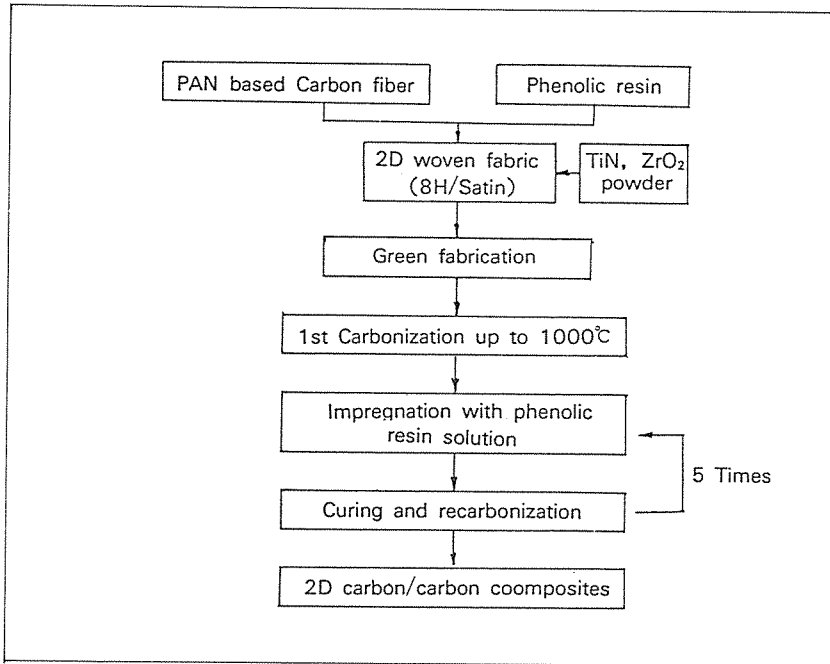 PAN based Carbon fiber
Phenolic resin
2D woven fabric
(8H/Satin)
TiN, ZrO₂
powder
Green fabrication
1st Carbonization up to 1000℃
Impregnation with phenolic
resin solution
5 Times
Curing and recarbonization
2D carbon/carbon coomposites